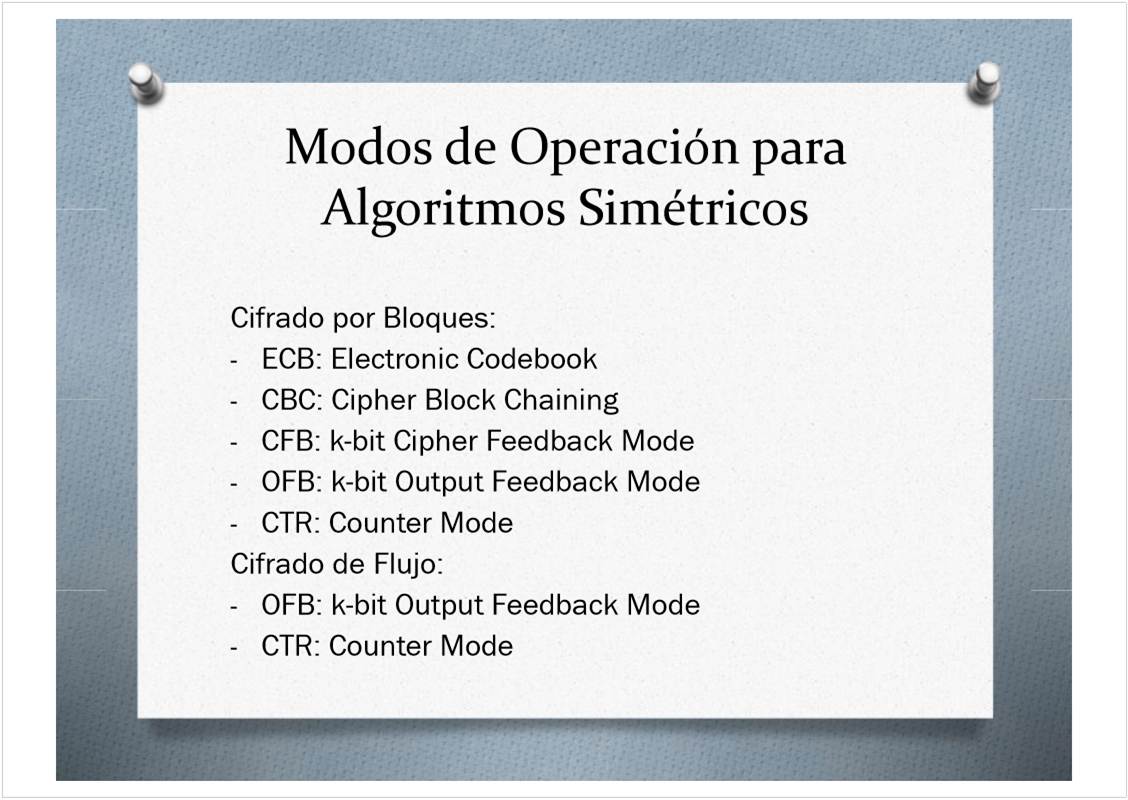 Modos de Operación para
Algoritmos Simétricos
Cifrado por Bloques:
- ECB: Electronic Codebook
- CBC: Cipher Block Chaining
- CFB: k-bit Cipher Feedback Mode
- OFB: k-bit Output Feedback Mode
- CTR: Counter Mode
Cifrado de Flujo:
- OFB: k-bit Output Feedback Mode
- CTR: Counter Mode